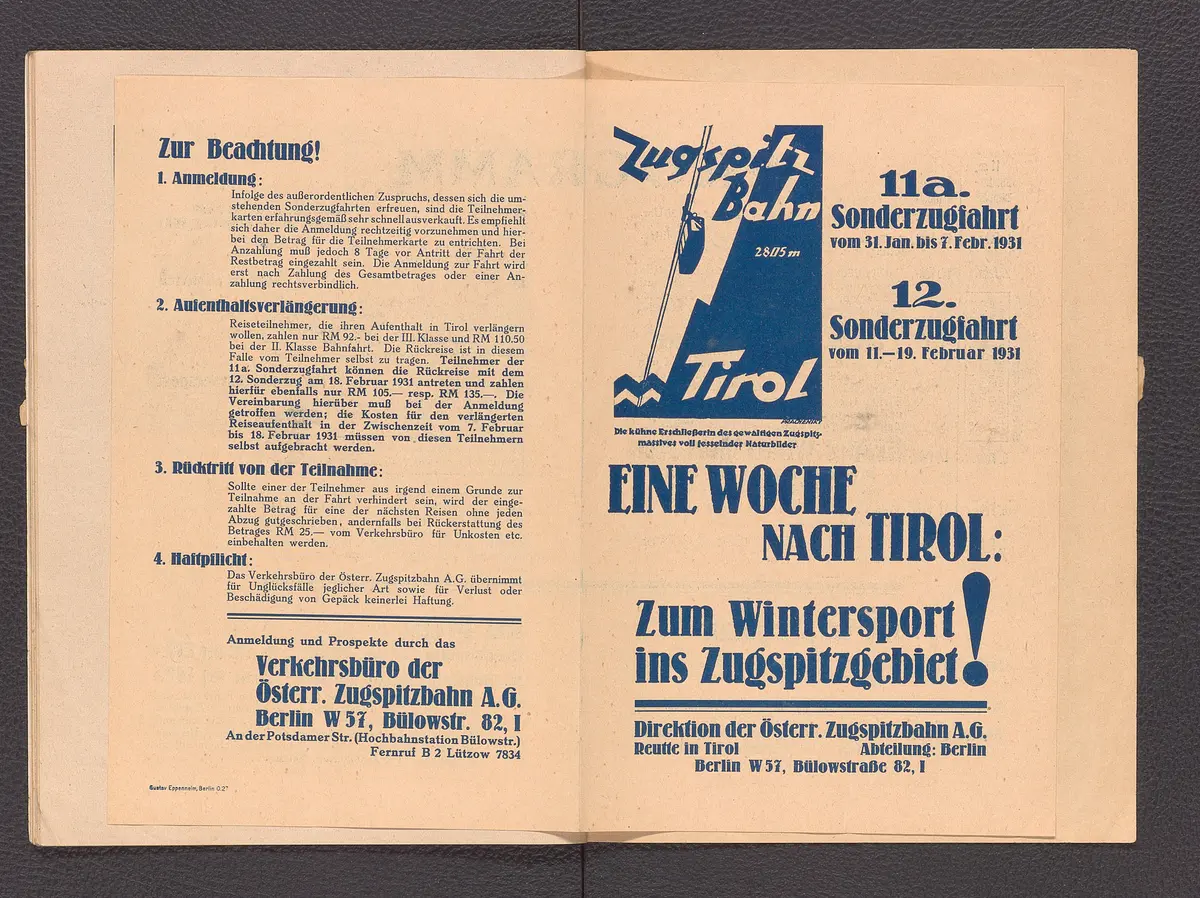 Zur Beachtung!
1. Anmeldung:
Infolge des außerordentlichen Zuspruchs, dessen sich die um-
stehenden Sonderzugfahrten erfreuen, sind die Teilnehmer-
karten erfahrungsgemäß sehr schnell ausverkauft. Es empfiehlt
sich daher die Anmeldung rechtzeitig vorzunehmen und hier-
bei den Betrag für die Teilnehmerkarte zu entrichten. Bei
Anzahlung muß jedoch 8 Tage vor Antritt der Fahrt der
Restbetrag eingezahlt sein. Die Anmeldung zur Fahrt wird
erst nach Zahlung des Gesamtbetrages oder einer An-
zahlung rechtsverbindlich.
2. Aufenthaltsverlängerung:
Reiseteilnehmer, die ihren Aufenthalt in Tirol verlängern
wollen, zahlen nur RM 92.- bei der III. Klasse und RM 110.50
bei der II. Klasse Bahnfahrt. Die Rückreise ist in diesem
Falle vom Teilnehmer selbst zu tragen. Teilnehmer der
11a. Sonderzugfahrt können die Rückreise mit dem
12. Sonderzug am 18. Februar 1931 antreten und zahlen
hierfür ebenfalls nur RM 105.— resp. RM 135.—. Die
Vereinbarung hierüber muß bei der Anmeldung
getroffen werden; die Kosten für den verlängerten
Reiseaufenthalt in der Zwischenzeit vom 7. Februar
bis 18. Februar 1931 müssen von diesen Teilnehmern
selbst aufgebracht werden.
3. Rücktritt von der Teilnahme:
Sollte einer der Teilnehmer aus irgend einem Grunde zur
Teilnahme an der Fahrt verhindert sein, wird der einge-
zahlte Betrag für eine der nächsten Reisen ohne jeden
Abzug gutgeschrieben, andernfalls bei Rückerstattung des
Betrages RM 25.— vom Verkehrsbüro für Unkosten etc.
einbehalten werden.
4. Haftpflicht:
Das Verkehrsbüro der Österr. Zugspitzbahn A.G. übernimmt
für Unglücksfälle jeglicher Art sowie für Verlust oder
Beschädigung von Gepäck keinerlei Haftung.
Anmeldung und Prospekte durch das
Verkehrsbüro der
Österr. Zugspitzbahn A.G.
Berlin W 57, Bülowstr. 82, I
An der Potsdamer Str. (Hochbahnstation Bülowstr.)
Fernruf B 2 Lützow 7834
Gustav Eppenheim, Berlin O.27
Zugspitz
Bahn
2805 m
Tirol
Die kühne Erschließerin des gewaltigen Zugspitz-
massives voll fesselnder Naturbilder
11a.
Sonderzugfahrt
vom 31. Jan. bis 7. Febr. 1931
12.
Sonderzugfahrt
vom 11.—19. Februar 1931
EINE WOCHE
NACH TIROL:
Zum Wintersport
ins Zugspitzgebiet!
Direktion der Österr. Zugspitzbahn A.G.
Reutte in Tirol Abteilung: Berlin
Berlin W 57, Bülowstraße 82, I